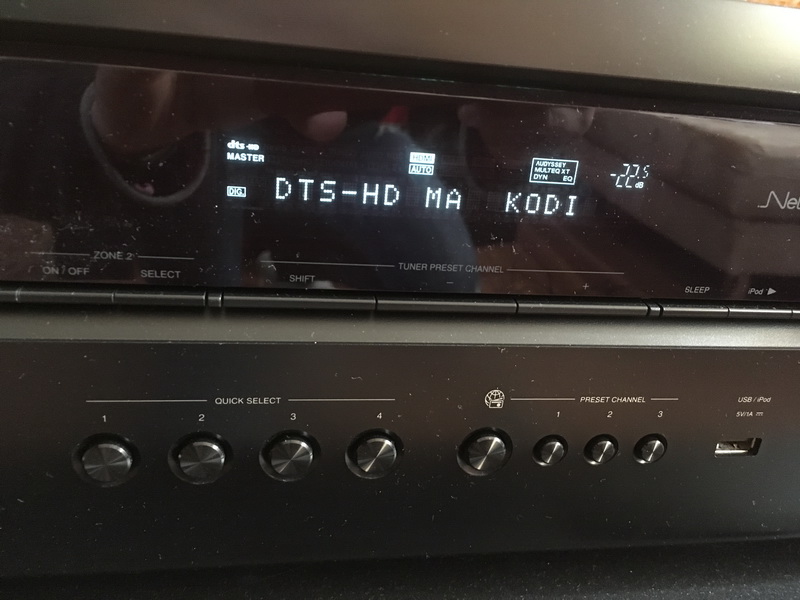 dts-HD
MASTER
HDMI
AUTO
AUDYSSEY
MULTEQ XT
DYN EQ
-22.5
dB
DIG.
DTS-HD MA KODI
ZONE 2
ON / OFF
SELECT
TUNER PRESET CHANNEL
SHIFT
-
+
SLEEP
iPod ▶
QUICK SELECT
1 2 3 4
PRESET CHANNEL
1 2 3
USB / iPod
5V/1A